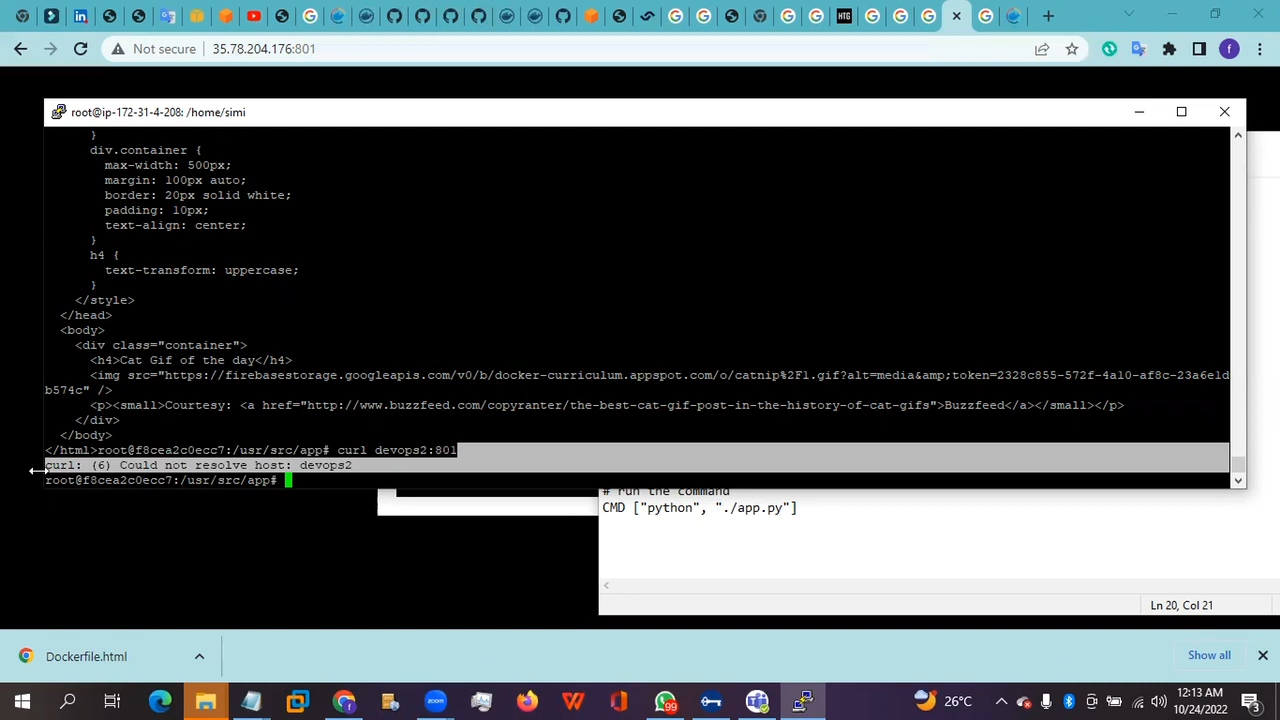 Not secure
35.78.204.176:801
f
root@ip-172-31-4-208: /home/simi
}
div.container {
max-width: 500px;
margin: 100px auto;
border: 20px solid white;
padding: 10px;
text-align: center;
}
h4 {
text-transform: uppercase;
}
</style>
</head>
<body>
<div class="container">
<h4>Cat Gif of the day</h4>
<img src="https://firebasestorage.googleapis.com/v0/b/docker-curriculum.appspot.com/o/catnip%2F1.gif?alt=media&amp;token=2328c855-572f-4a10-af8c-23a6e1d
b574c" />
<p><small>Courtesy: <a href="http://www.buzzfeed.com/copyranter/the-best-cat-gif-post-in-the-history-of-cat-gifs">Buzzfeed</a></small></p>
</div>
</body>
</html>root@f8cea2c0ecc7:/usr/src/app# curl devops2:801
curl: (6) Could not resolve host: devops2
root@f8cea2c0ecc7:/usr/src/app#
# run the command
CMD ["python", "./app.py"]
Ln 20, Col 21
Dockerfile.html
Show all
zoom
99
26°C
12:13 AM
10/24/2022
3